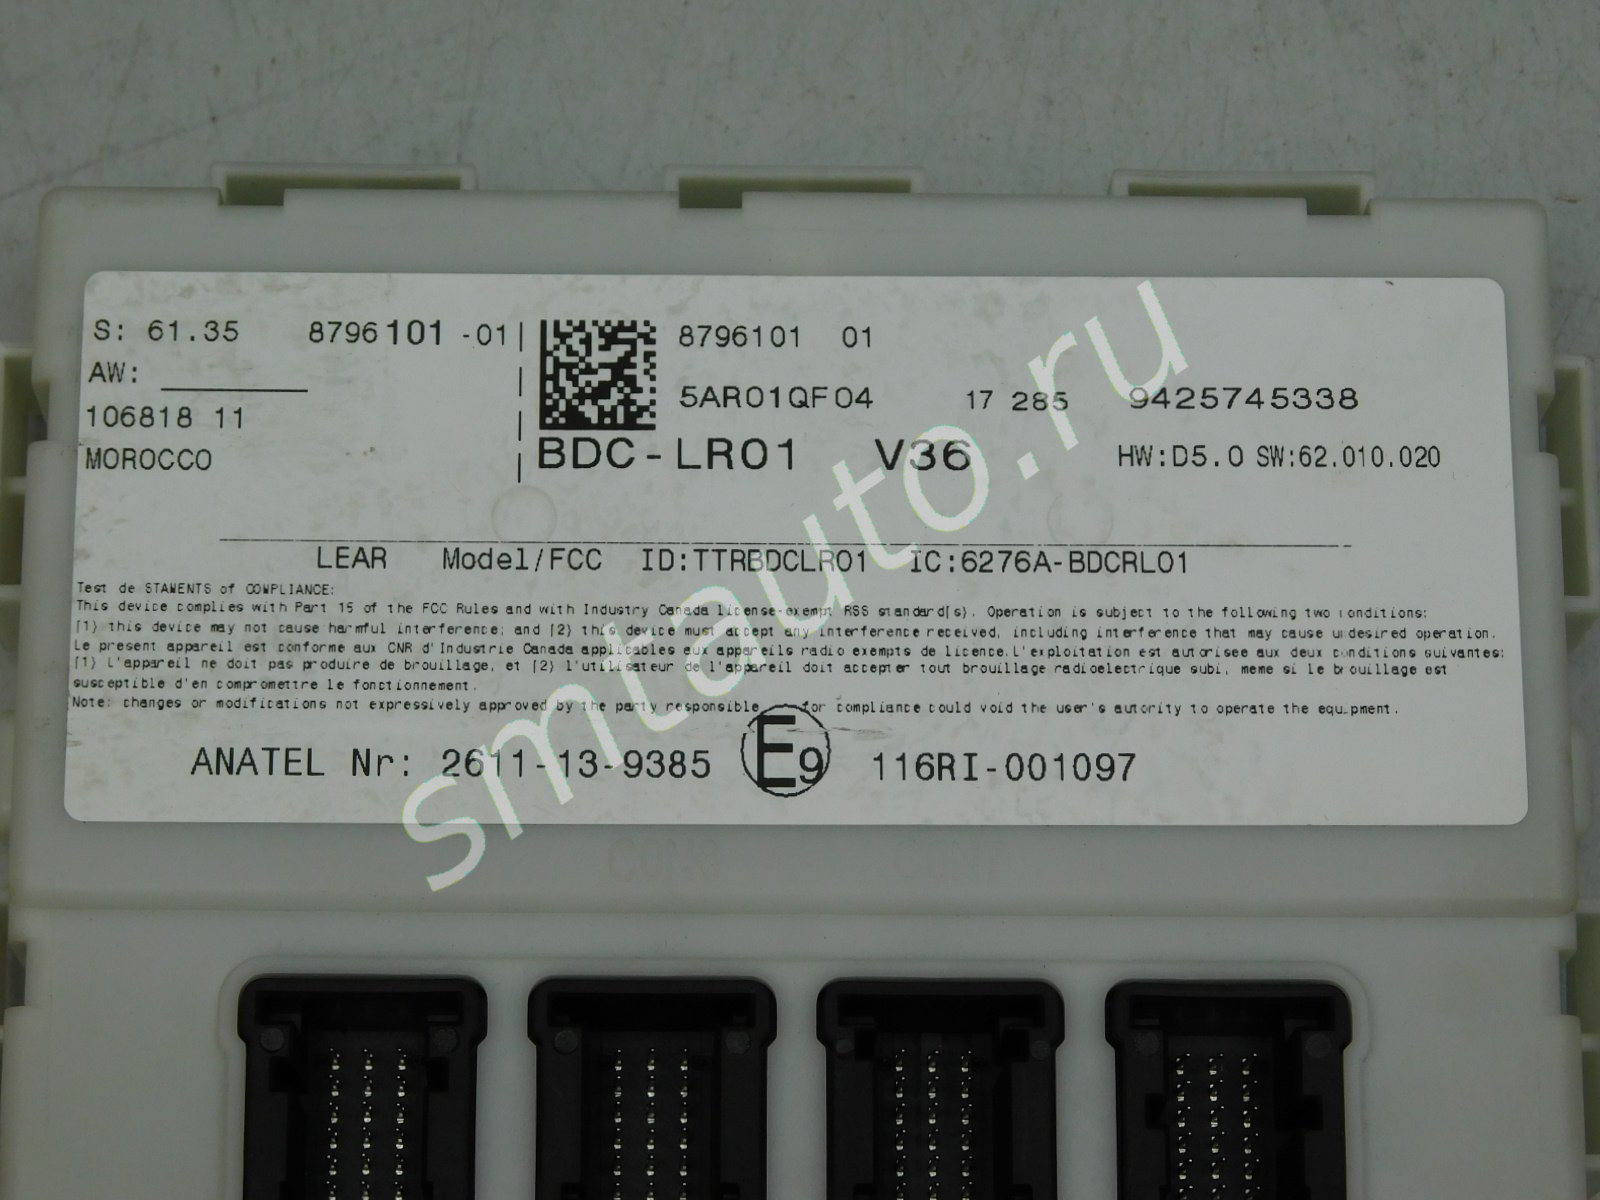 S: 61.35 8796101 -01
AW:
106818 11
MOROCCO
8796101 01
5AR01QF04 17 285 9425745338
BDC-LR01 V36 HW:D5.0 SW:62.010.020
LEAR Model/FCC ID:TTRBDCLR01 IC:6276A-BDCRL01
Test de STAMENTS of COMPLIANCE:
This device complies with Part 15 of the FCC Rules and with Industry Canada license-exempt RSS standard(s). Operation is subject to the following two conditions:
(1) this device may not cause harmful interference; and (2) this device must accept any interference received, including interference that may cause undesired operation.
Le present appareil est conforme aux CNR d'Industrie Canada applicables aux appareils radio exempts de licence.L'exploitation est autorisee aux deux conditions suivantes:
(1) L'appareil ne doit pas produire de brouillage, et (2) l'utilisateur de l'appareil doit accepter tout brouillage radioelectrique subi, meme si le brouillage est
susceptible d'en compromettre le fonctionnement.
Note: changes or modifications not expressively approved by the party responsible for compliance could void the user's autority to operate the equipment.
ANATEL Nr: 2611-13-9385 E9 116RI-001097
smtauto.ru